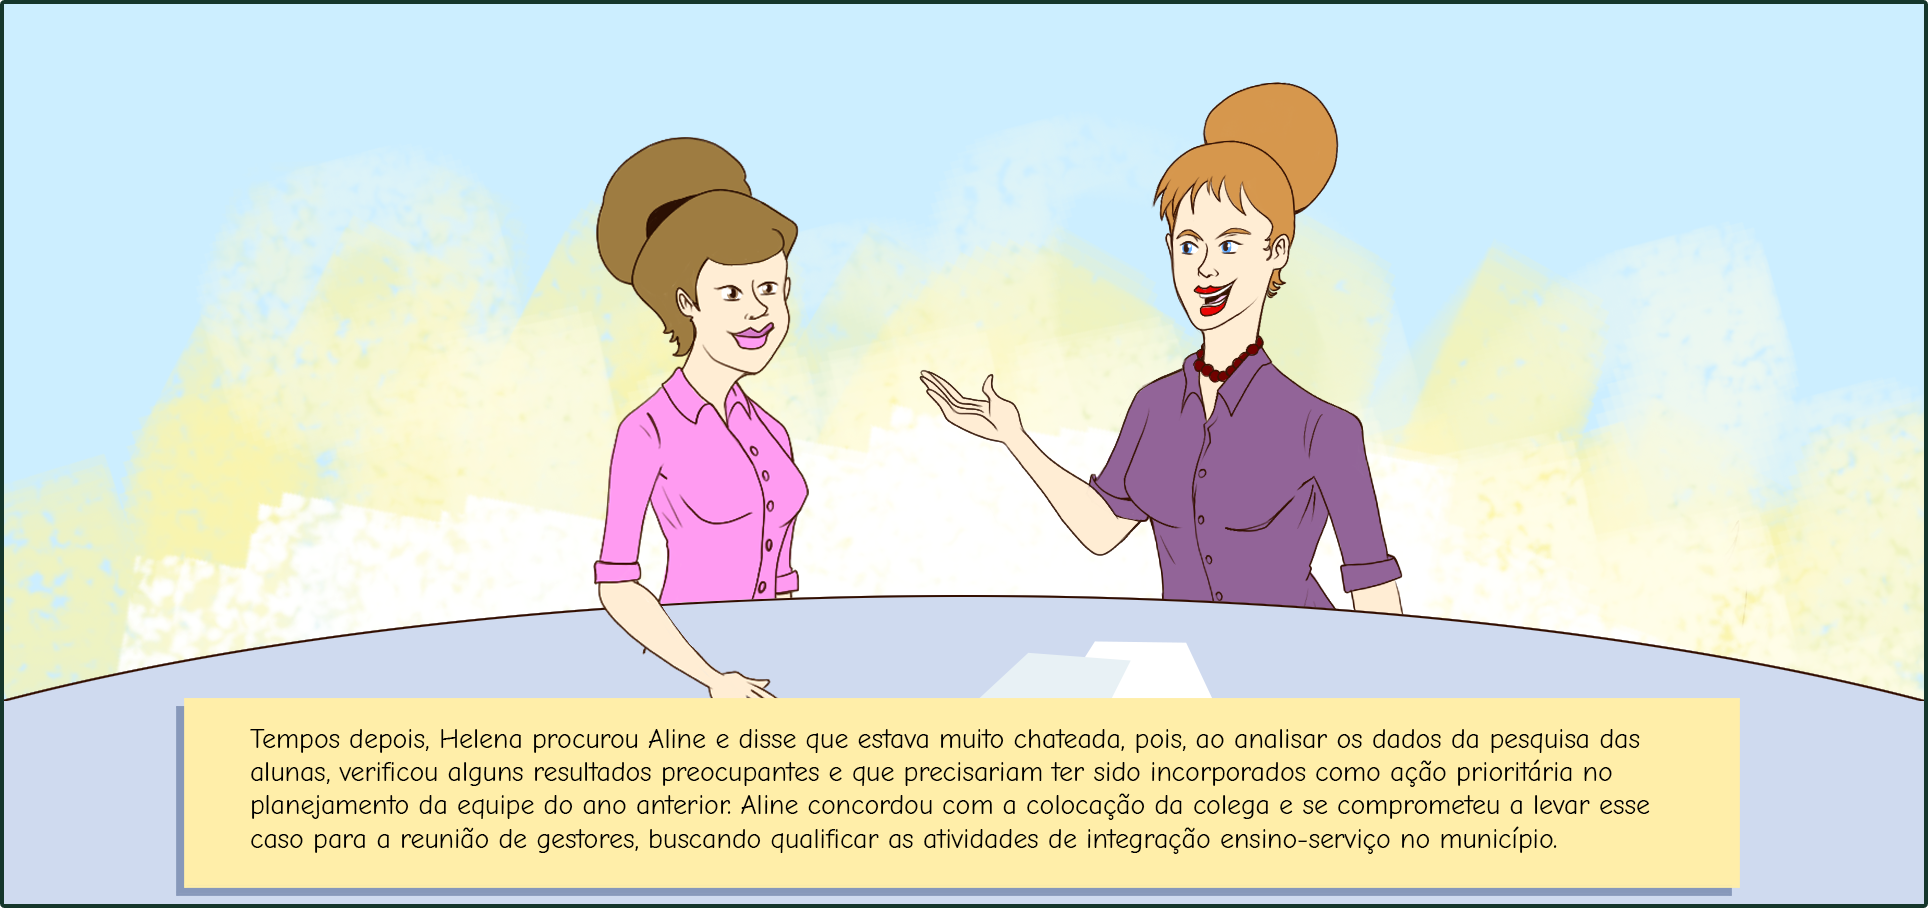 Tempos depois, Helena procurou Aline e disse que estava muito chateada, pois, ao analisar os dados da pesquisa das
alunas, verificou alguns resultados preocupantes e que precisariam ter sido incorporados como ação prioritária no
planejamento da equipe do ano anterior. Aline concordou com a colocação da colega e se comprometeu a levar esse
caso para a reunião de gestores, buscando qualificar as atividades de integração ensino-serviço no município.